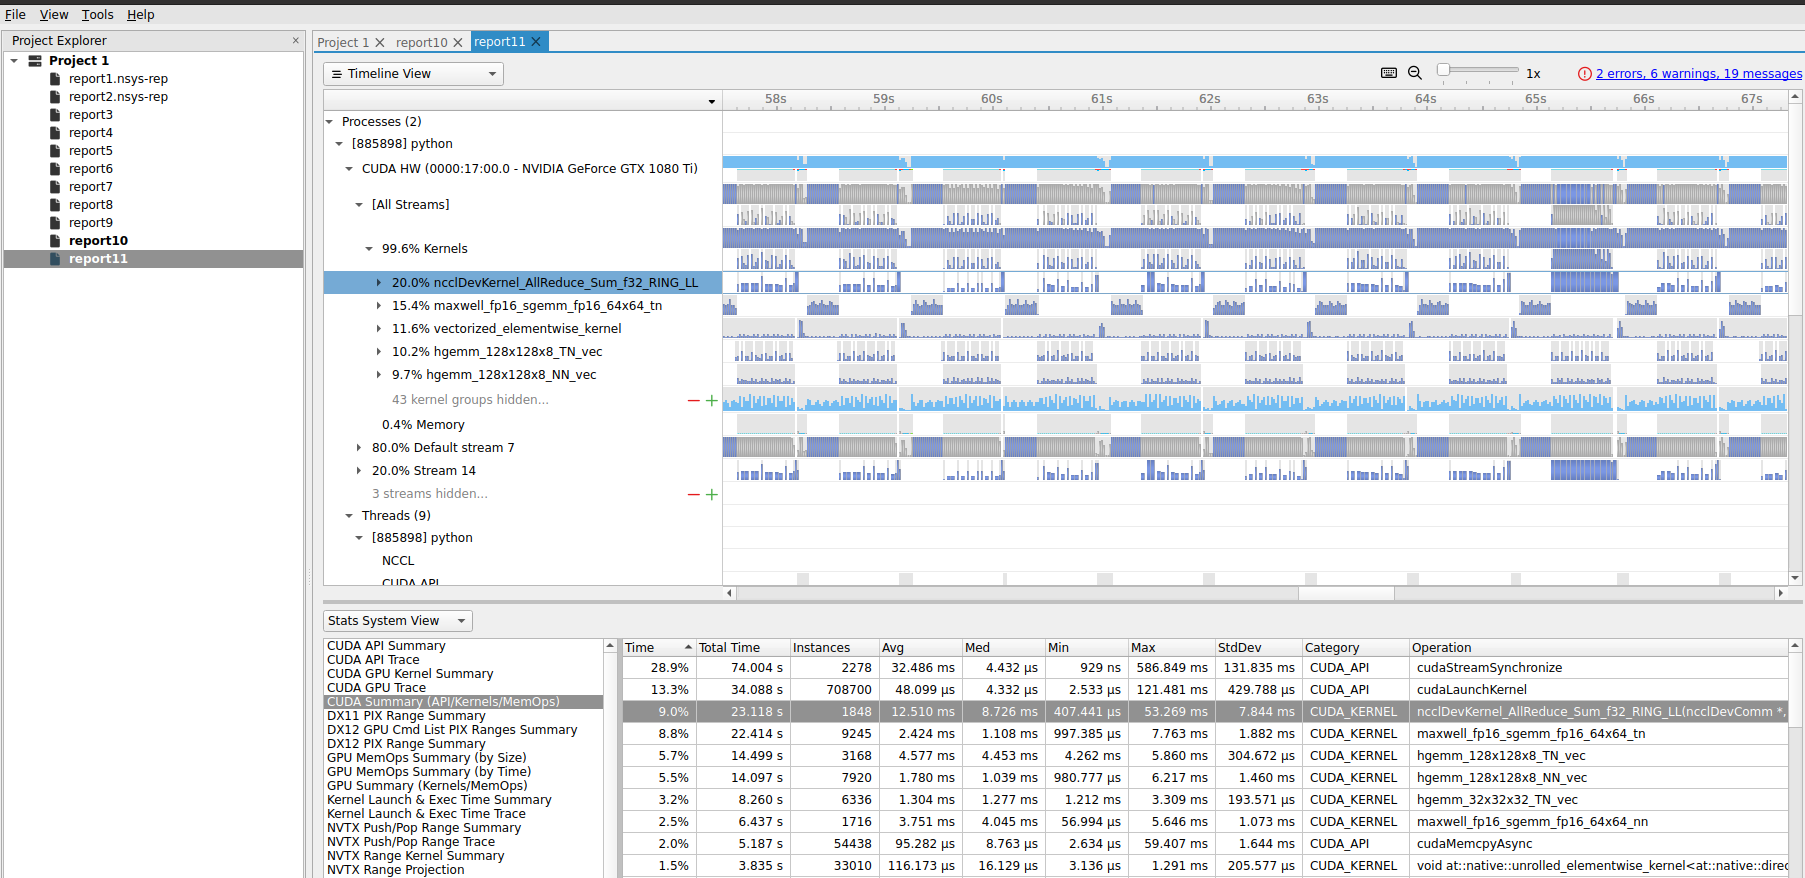 File View Tools Help
Project Explorer ×
Project 1
report1.nsys-rep
report2.nsys-rep
report3
report4
report5
report6
report7
report8
report9
report10
report11
Project 1 report10 report11
Timeline View 1x 2 errors, 6 warnings, 19 messages
58s 59s 60s 61s 62s 63s 64s 65s 66s 67s
Processes (2)
[885898] python
CUDA HW (0000:17:00.0 - NVIDIA GeForce GTX 1080 Ti)
[All Streams]
99.6% Kernels
20.0% ncclDevKernel_AllReduce_Sum_f32_RING_LL
15.4% maxwell_fp16_sgemm_fp16_64x64_tn
11.6% vectorized_elementwise_kernel
10.2% hgemm_128x128x8_TN_vec
9.7% hgemm_128x128x8_NN_vec
43 kernel groups hidden...
0.4% Memory
80.0% Default stream 7
20.0% Stream 14
3 streams hidden...
Threads (9)
[885898] python
NCCL
CUDA API
Stats System View
CUDA API Summary
CUDA API Trace
CUDA GPU Kernel Summary
CUDA GPU Trace
CUDA Summary (API/Kernels/MemOps)
DX11 PIX Range Summary
DX12 GPU Cmd List PIX Ranges Summary
DX12 PIX Range Summary
GPU MemOps Summary (by Size)
GPU MemOps Summary (by Time)
GPU Summary (Kernels/MemOps)
Kernel Launch & Exec Time Summary
Kernel Launch & Exec Time Trace
NVTX Push/Pop Range Summary
NVTX Push/Pop Range Trace
NVTX Range Kernel Summary
NVTX Range Projection
Time Total Time Instances Avg Med Min Max StdDev Category Operation
28.9% 74.004 s 2278 32.486 ms 4.432 μs 929 ns 586.849 ms 131.835 ms CUDA_API cudaStreamSynchronize
13.3% 34.088 s 708700 48.099 μs 4.332 μs 2.533 μs 121.481 ms 429.788 μs CUDA_API cudaLaunchKernel
9.0% 23.118 s 1848 12.510 ms 8.726 ms 407.441 μs 53.269 ms 7.844 ms CUDA_KERNEL ncclDevKernel_AllReduce_Sum_f32_RING_LL(ncclDevComm *,
8.8% 22.414 s 9245 2.424 ms 1.108 ms 997.385 μs 7.763 ms 1.882 ms CUDA_KERNEL maxwell_fp16_sgemm_fp16_64x64_tn
5.7% 14.499 s 3168 4.577 ms 4.453 ms 4.262 ms 5.860 ms 304.672 μs CUDA_KERNEL hgemm_128x128x8_TN_vec
5.5% 14.097 s 7920 1.780 ms 1.039 ms 980.777 μs 6.217 ms 1.460 ms CUDA_KERNEL hgemm_128x128x8_NN_vec
3.2% 8.260 s 6336 1.304 ms 1.277 ms 1.212 ms 3.309 ms 193.571 μs CUDA_KERNEL hgemm_32x32x32_TN_vec
2.5% 6.437 s 1716 3.751 ms 4.045 ms 56.994 μs 5.646 ms 1.073 ms CUDA_KERNEL maxwell_fp16_sgemm_fp16_64x64_nn
2.0% 5.187 s 54438 95.282 μs 8.763 μs 2.634 μs 59.407 ms 1.644 ms CUDA_API cudaMemcpyAsync
1.5% 3.835 s 33010 116.173 μs 16.129 μs 3.136 μs 1.291 ms 205.577 μs CUDA_KERNEL void at::native::unrolled_elementwise_kernel<at::native::direc